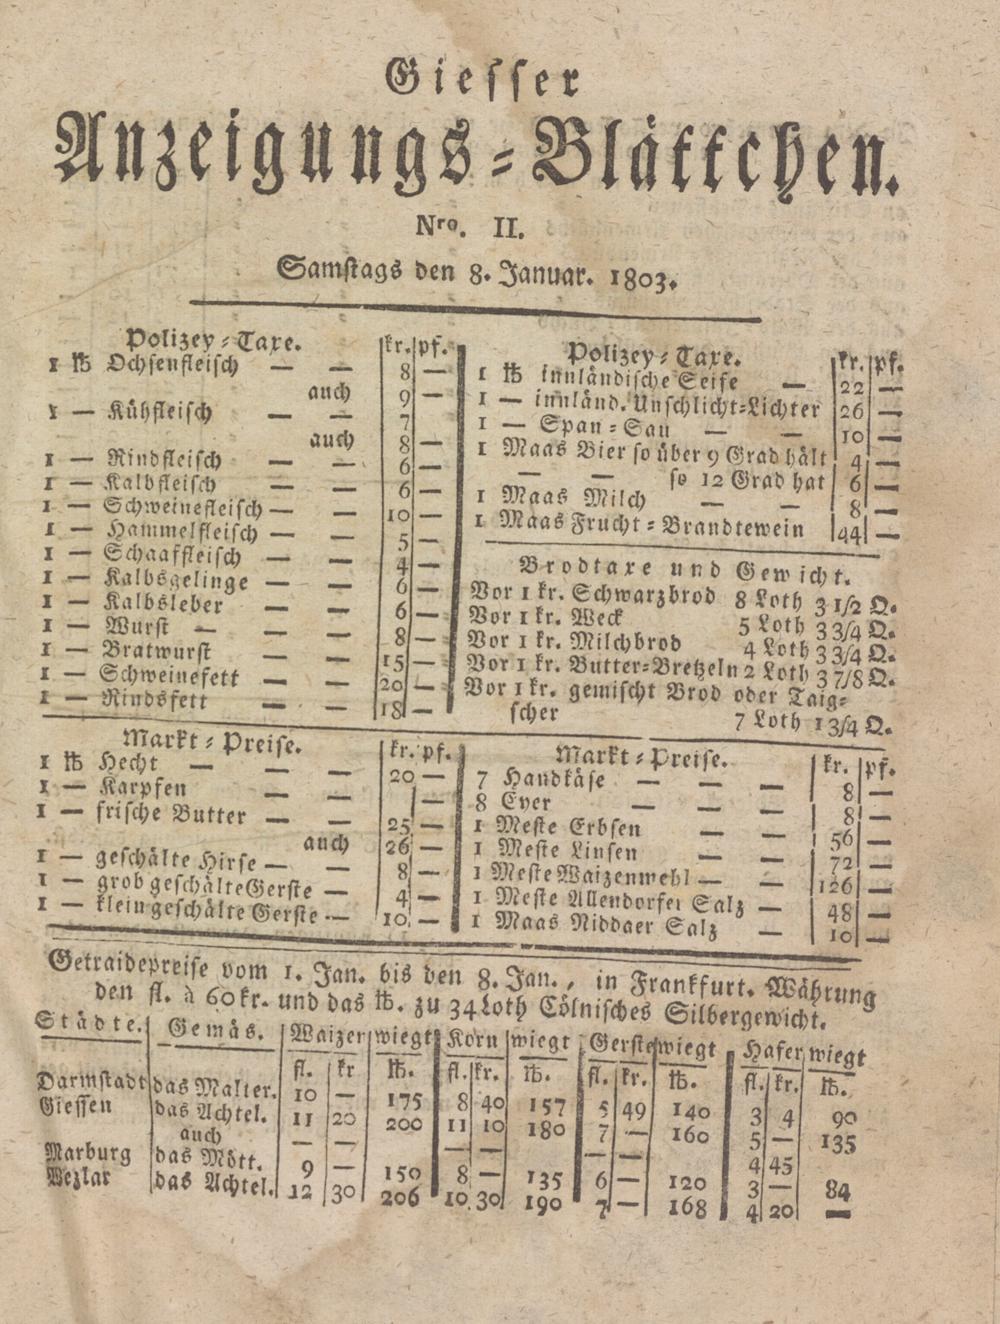 Giesser
Anzeigungs-Blättchen.
Nro. II.
Samstags den 8. Januar. 1803.
Polizey-Taxe. kr. pf.
1 ℔ Ochsenfleisch — — 8 —
auch 9 —
1 — Kühfleisch — — 7
auch 8 —
1 — Rindfleisch — — 6 —
1 — Kalbfleisch — — 6 —
1 — Schweinefleisch — — 10 —
1 — Hammelfleisch — 5 —
1 — Schaaffleisch — — 4 —
1 — Kalbsgelinge — — 6 —
1 — Kalbsleber — — 6 —
1 — Wurst — — — 8 —
1 — Bratwurst — — 15 —
1 — Schweinefett — — 20 —
1 — Rindsfett — — 18 —
Polizey-Taxe. kr. pf.
1 ℔ innländische Seife — 22 —
1 — innländ. Unschlicht-Lichter 26 —
1 — Span-Sau — — 10 —
1 Maas Bier so über 9 Grad hält 4 —
— — so 12 Grad hat 6 —
1 Maas Milch — — 8 —
1 Maas Frucht-Brandtewein 44 —
Brodtaxe und Gewicht.
Vor 1 kr. Schwarzbrod 8 Loth 3 1/2 Q.
Vor 1 kr. Weck 5 Loth 3 3/4 Q.
Vor 1 kr. Milchbrod 4 Loth 3 3/4 Q.
Vor 1 kr. Butter-Bretzeln 2 Loth 3 7/8 Q.
Vor 1 kr. gemischt Brod oder Taig-
scher 7 Loth 1 3/4 Q.
Markt-Preise. kr. pf.
1 ℔ Hecht — — — 20 —
1 — Karpfen — — —
1 — frische Butter — — 25 —
auch 26 —
1 — geschälte Hirse — — 8 —
1 — grob geschälte Gerste — 4 —
1 — klein geschälte Gerste — 10 —
Markt-Preise. kr. pf.
7 Handkäse — — — 8 —
8 Eyer — — — 8 —
1 Meste Erbsen — — 56 —
1 Meste Linsen — — 72 —
1 Meste Waizenmehl — — 126 —
1 Meste Allendorfer Salz — 48 —
1 Maas Niddaer Salz — 10 —
Getraidepreise vom 1. Jan. bis den 8. Jan., in Frankfurt. Währung
den fl. à 60 kr. und das ℔. zu 34 Loth Cölnisches Silbergewicht.
Städte. Gemäs. Waizen wiegt Korn wiegt Gerste wiegt Hafer wiegt
fl. kr ℔. fl. kr. ℔. fl. kr. ℔. fl. kr. ℔.
Darmstadt das Malter. 10 — 175 8 40 157 5 49 140 3 4 90
Giessen das Achtel. 11 20 200 11 10 180 7 — 160 5 — 135
auch — — — — — — 4 45
Marburg das Mött. 9 — 150 8 — 135 6 — 120 3 — 84
Wezlar das Achtel. 12 30 206 10 30 190 7 — 168 4 20 —